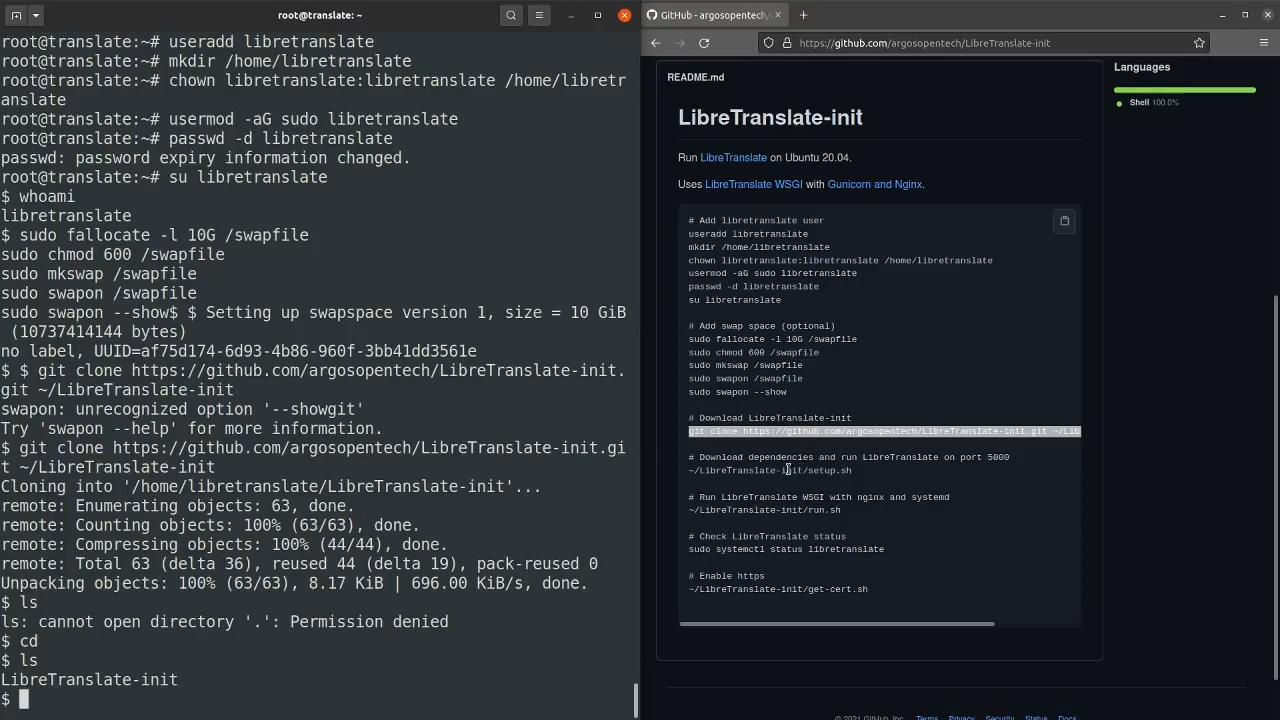 root@translate: ~
root@translate:~# useradd libretranslate
root@translate:~# mkdir /home/libretranslate
root@translate:~# chown libretranslate:libretranslate /home/libretr
anslate
root@translate:~# usermod -aG sudo libretranslate
root@translate:~# passwd -d libretranslate
passwd: password expiry information changed.
root@translate:~# su libretranslate
$ whoami
libretranslate
$ sudo fallocate -l 10G /swapfile
sudo chmod 600 /swapfile
sudo mkswap /swapfile
sudo swapon /swapfile
sudo swapon --show$ $ Setting up swapspace version 1, size = 10 GiB
 (10737414144 bytes)
no label, UUID=af75d174-6d93-4b86-960f-3bb41dd3561e
$ $ git clone https://github.com/argosopentech/LibreTranslate-init.
git ~/LibreTranslate-init
swapon: unrecognized option '--showgit'
Try 'swapon --help' for more information.
$ git clone https://github.com/argosopentech/LibreTranslate-init.gi
t ~/LibreTranslate-init
Cloning into '/home/libretranslate/LibreTranslate-init'...
remote: Enumerating objects: 63, done.
remote: Counting objects: 100% (63/63), done.
remote: Compressing objects: 100% (44/44), done.
remote: Total 63 (delta 36), reused 44 (delta 19), pack-reused 0
Unpacking objects: 100% (63/63), 8.17 KiB | 696.00 KiB/s, done.
$ ls
ls: cannot open directory '.': Permission denied
$ cd
$ ls
LibreTranslate-init
$
GitHub - argosopentech/
https://github.com/argosopentech/LibreTranslate-init
README.md
LibreTranslate-init
Run LibreTranslate on Ubuntu 20.04.
Uses LibreTranslate WSGI with Gunicorn and Nginx.
# Add libretranslate user
useradd libretranslate
mkdir /home/libretranslate
chown libretranslate:libretranslate /home/libretranslate
usermod -aG sudo libretranslate
passwd -d libretranslate
su libretranslate
# Add swap space (optional)
sudo fallocate -l 10G /swapfile
sudo chmod 600 /swapfile
sudo mkswap /swapfile
sudo swapon /swapfile
sudo swapon --show
# Download LibreTranslate-init
git clone https://github.com/argosopentech/LibreTranslate-init.git ~/Lib
# Download dependencies and run LibreTranslate on port 5000
~/LibreTranslate-init/setup.sh
# Run LibreTranslate WSGI with nginx and systemd
~/LibreTranslate-init/run.sh
# Check LibreTranslate status
sudo systemctl status libretranslate
# Enable https
~/LibreTranslate-init/get-cert.sh
Languages
Shell 100.0%
© 2021 GitHub, Inc. Terms Privacy Security Status Docs